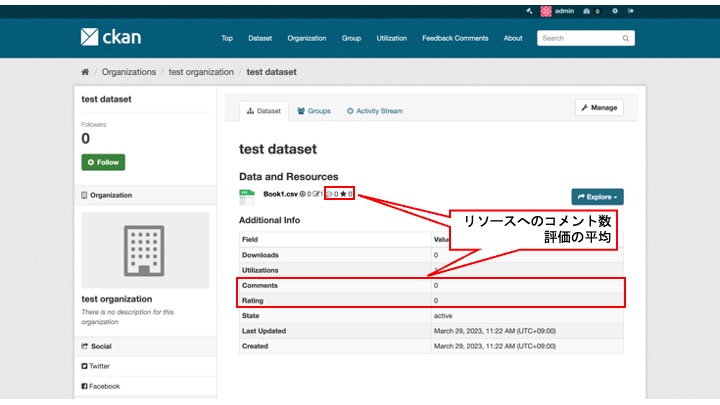 admin 0
ckan
Top Dataset Organization Group Utilization Feedback Comments About Search
Organizations / test organization / test dataset
test dataset
Followers
0
Follow
Organization
test organization
There is no description for this
organization
Social
Twitter
Facebook
Dataset Groups Activity Stream Manage
test dataset
Data and Resources
CSV Book1.csv 0 1 0 ★ 0 Explore
リソースへのコメント数
評価の平均
Additional Info
Field
Downloads 0
Utilizations
Comments 0
Rating 0
State active
Last Updated March 29, 2023, 11:22 AM (UTC+09:00)
Created March 29, 2023, 11:22 AM (UTC+09:00)